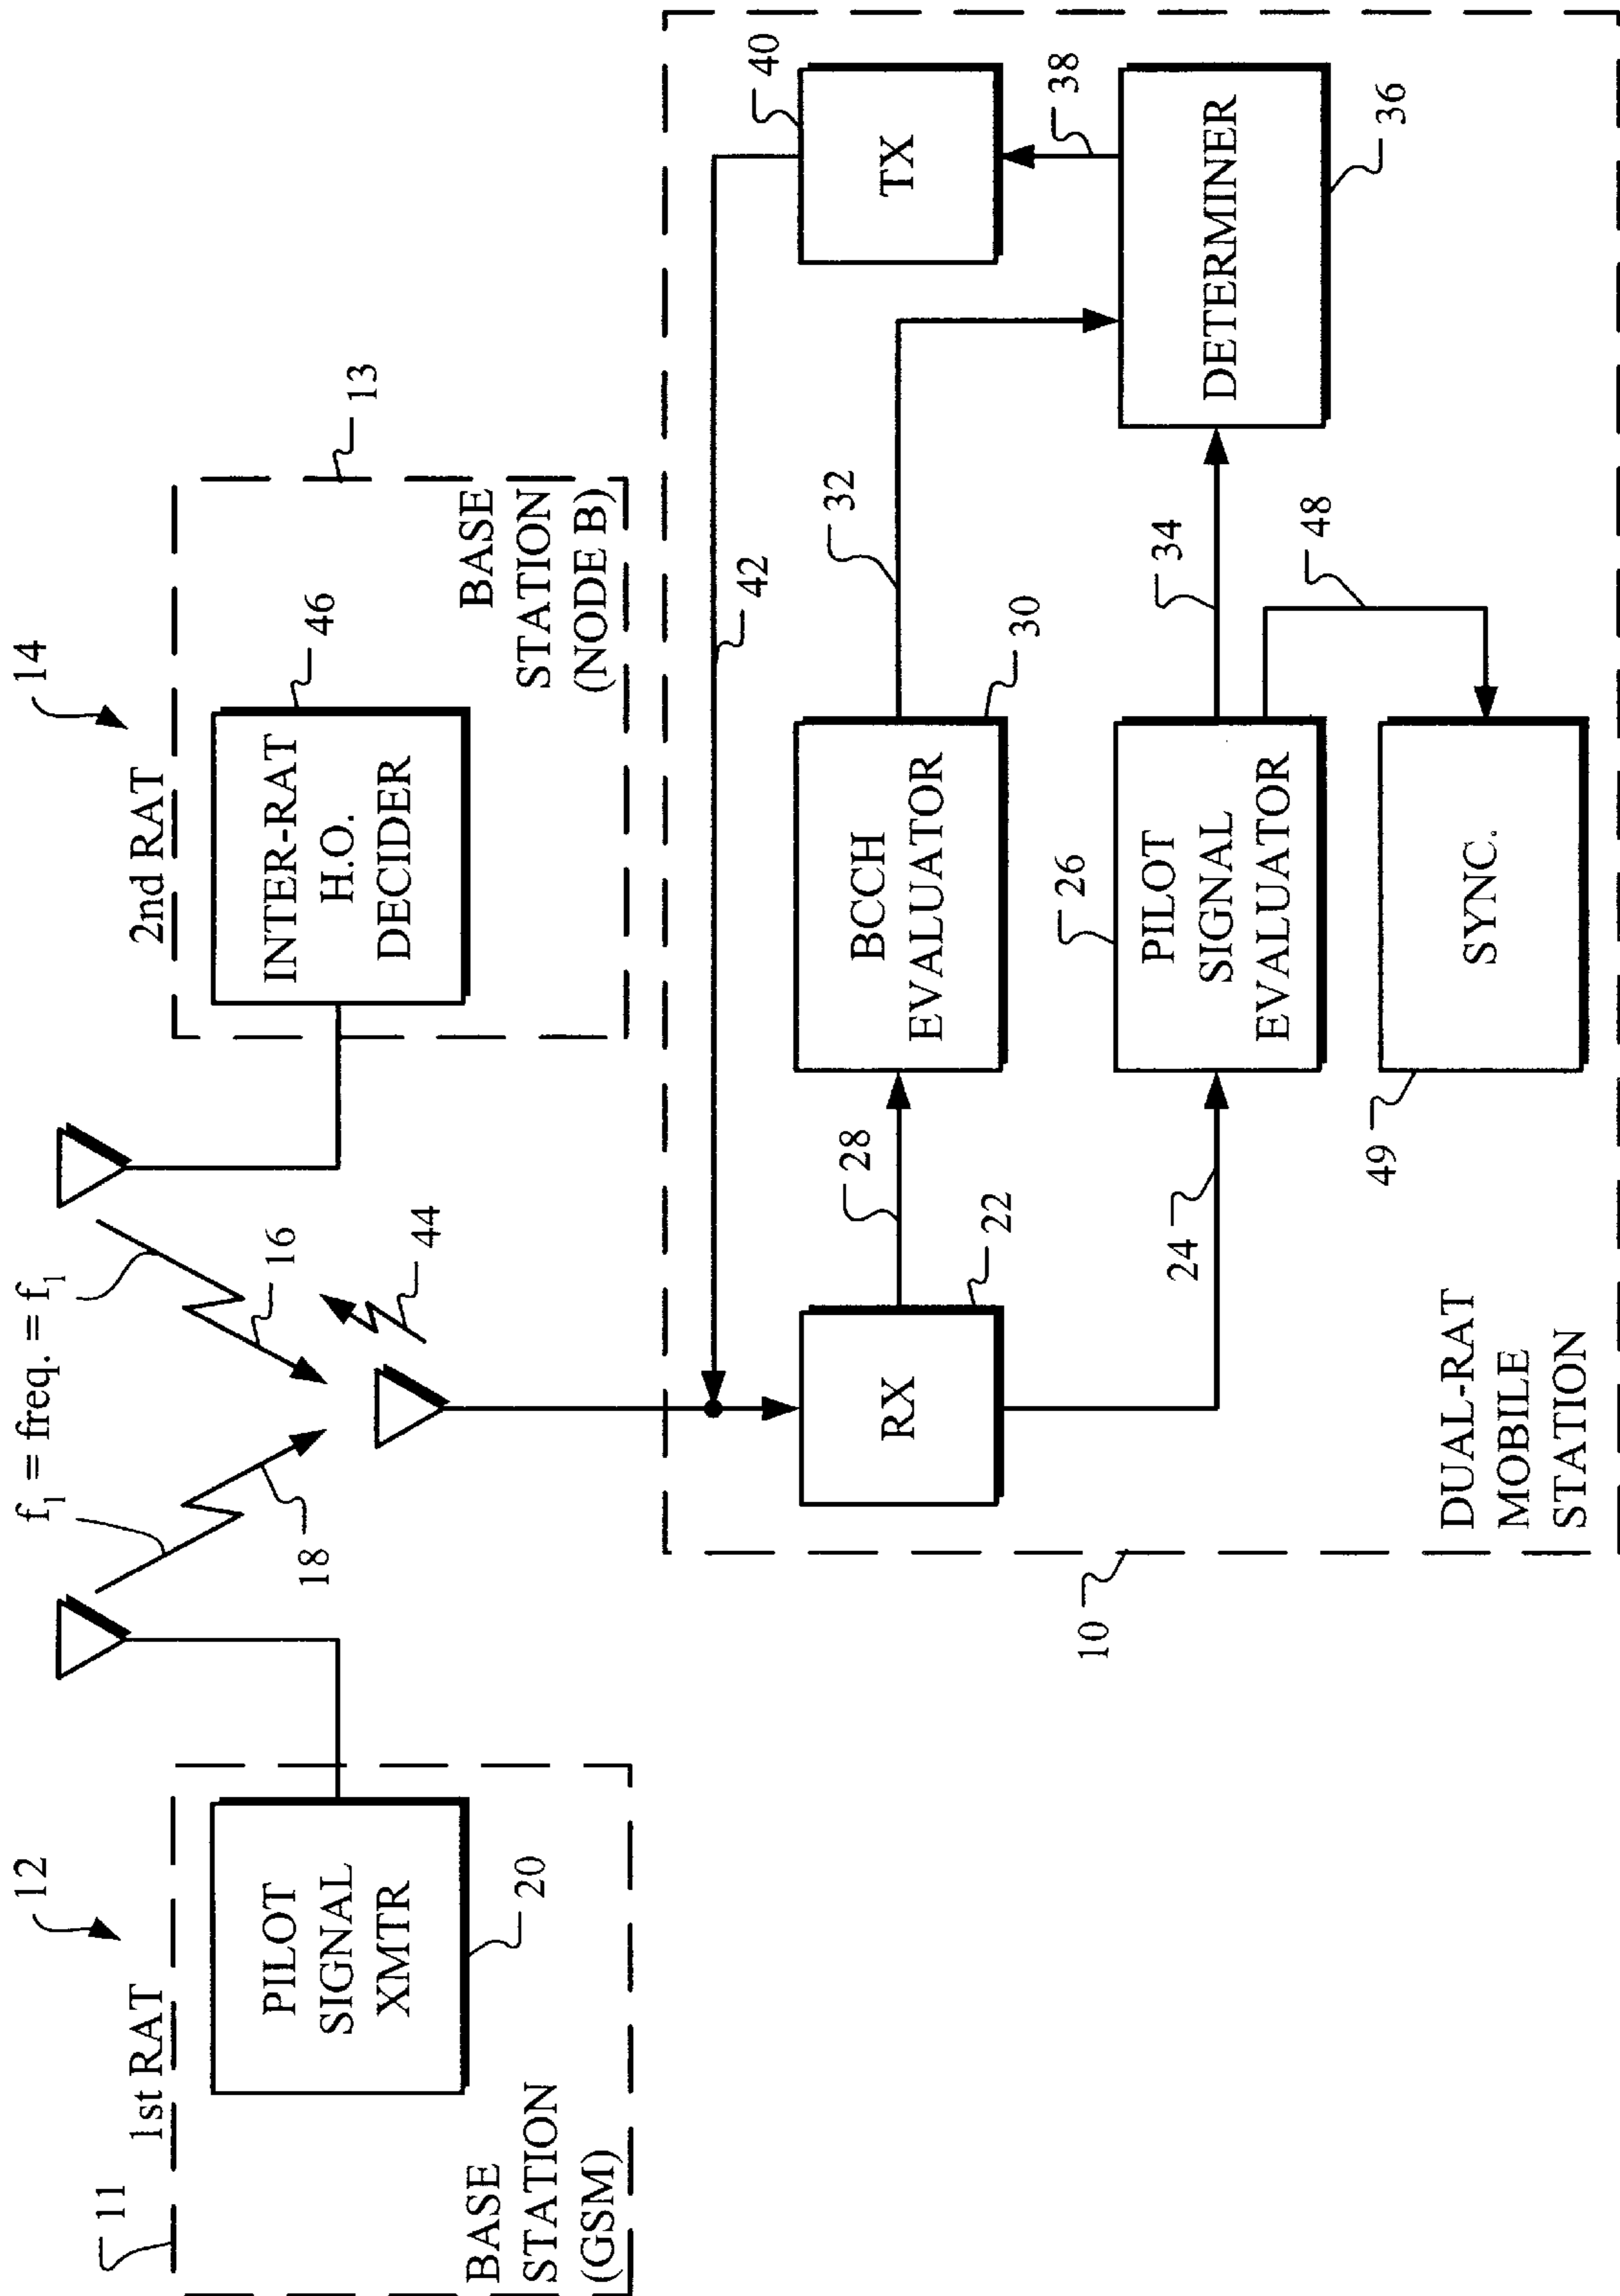 f₁ = freq. = f₁
12
11
1st RAT
PILOT
SIGNAL
XMTR
20
BASE
STATION
(GSM)
18
16
44
14
2nd RAT
13
INTER-RAT
H.O.
DECIDER
46
BASE
STATION
(NODE B)
10
DUAL-RAT
MOBILE
STATION
42
RX
22
28
24
BCCH
EVALUATOR
30
32
26
PILOT
SIGNAL
EVALUATOR
34
48
49
SYNC.
TX
40
38
DETERMINER
36